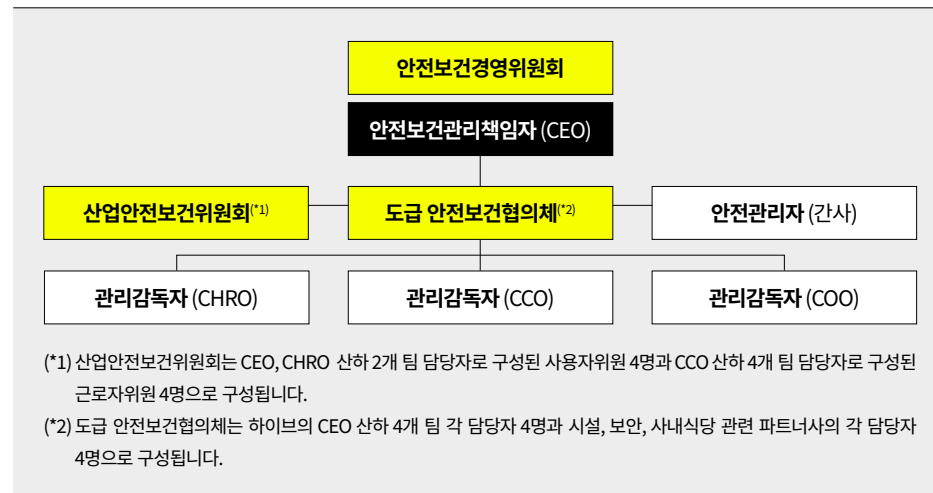 안전보건경영위원회
안전보건관리책임자 (CEO)
산업안전보건위원회(*1)
도급 안전보건협의체(*2)
안전관리자 (간사)
관리감독자 (CHRO)
관리감독자 (CCO)
관리감독자 (COO)
(*1) 산업안전보건위원회는 CEO, CHRO 산하 2개 팀 담당자로 구성된 사용자위원 4명과 CCO 산하 4개 팀 담당자로 구성된
근로자위원 4명으로 구성됩니다.
(*2) 도급 안전보건협의체는 하이브의 CEO 산하 4개 팀 각 담당자 4명과 시설, 보안, 사내식당 관련 파트너사의 각 담당자
4명으로 구성됩니다.